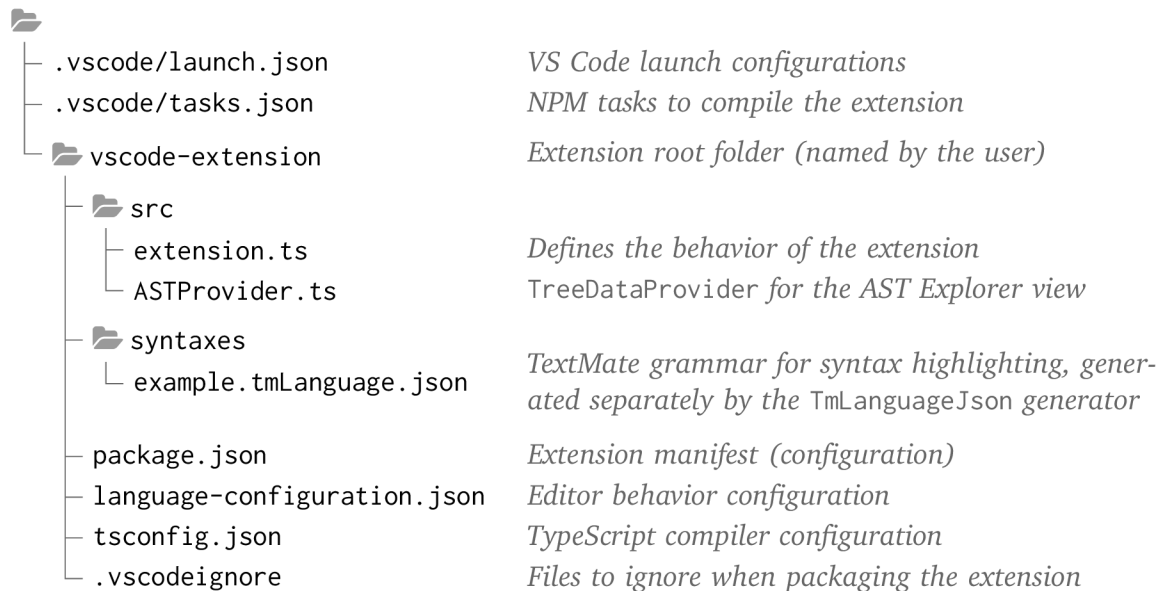 .vscode/launch.json VS Code launch configurations
.vscode/tasks.json NPM tasks to compile the extension
vscode-extension Extension root folder (named by the user)
src
extension.ts Defines the behavior of the extension
ASTProvider.ts TreeDataProvider for the AST Explorer view
syntaxes
example.tmLanguage.json TextMate grammar for syntax highlighting, gener-
ated separately by the TmLanguageJson generator
package.json Extension manifest (configuration)
language-configuration.json Editor behavior configuration
tsconfig.json TypeScript compiler configuration
.vscodeignore Files to ignore when packaging the extension